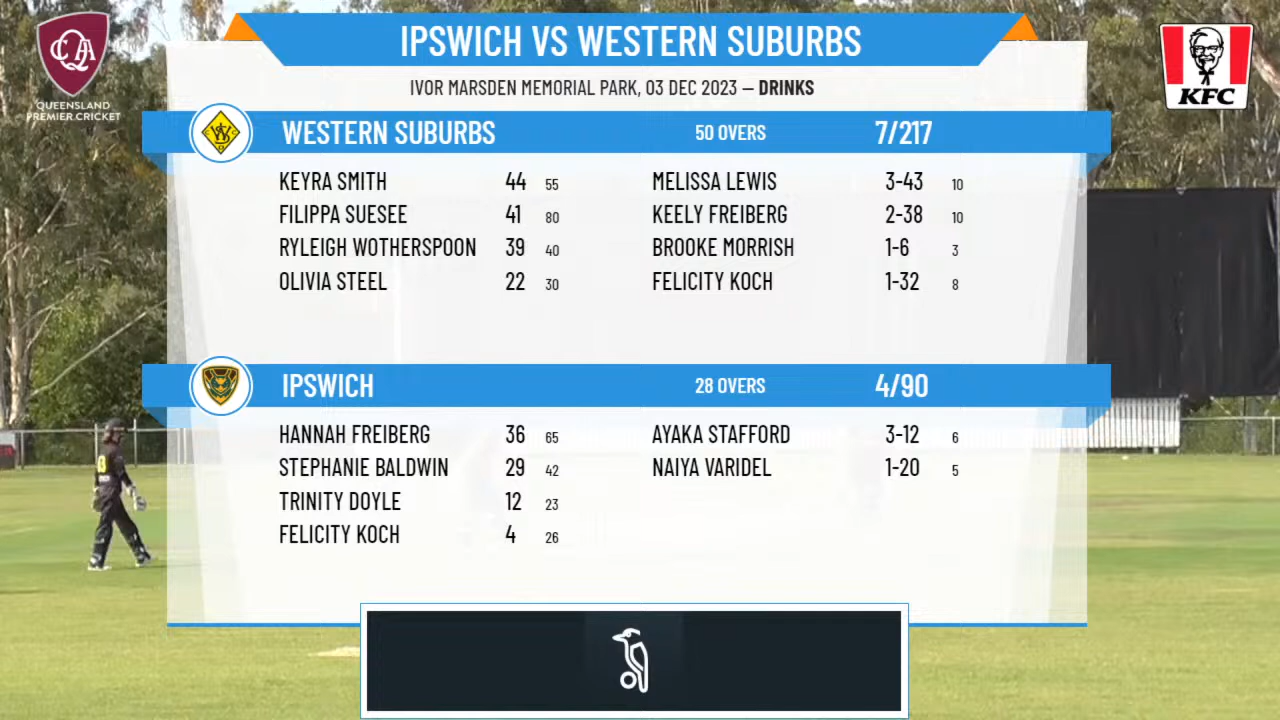 IPSWICH VS WESTERN SUBURBS
IVOR MARSDEN MEMORIAL PARK, 03 DEC 2023 – DRINKS
QUEENSLAND
PREMIER CRICKET
KFC
WESTERN SUBURBS 50 OVERS 7/217
KEYRA SMITH 44 55 MELISSA LEWIS 3-43 10
FILIPPA SUESEE 41 80 KEELY FREIBERG 2-38 10
RYLEIGH WOTHERSPOON 39 40 BROOKE MORRISH 1-6 3
OLIVIA STEEL 22 30 FELICITY KOCH 1-32 8
IPSWICH 28 OVERS 4/90
HANNAH FREIBERG 36 65 AYAKA STAFFORD 3-12 6
STEPHANIE BALDWIN 29 42 NAIYA VARIDEL 1-20 5
TRINITY DOYLE 12 23
FELICITY KOCH 4 26